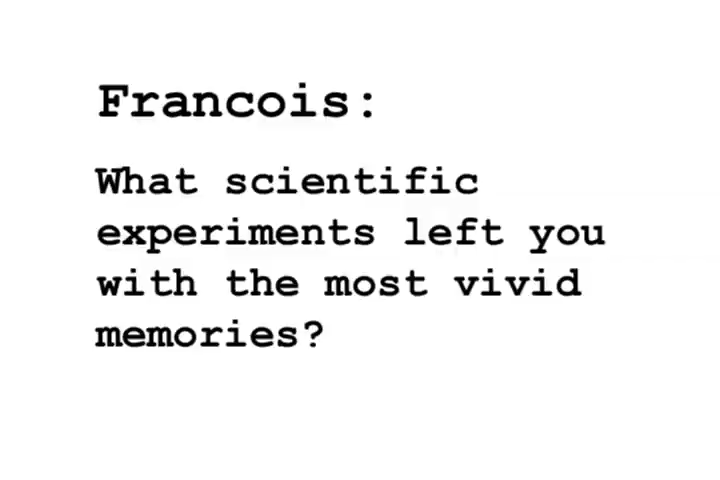 Francois:
What scientific
experiments left you
with the most vivid
memories?